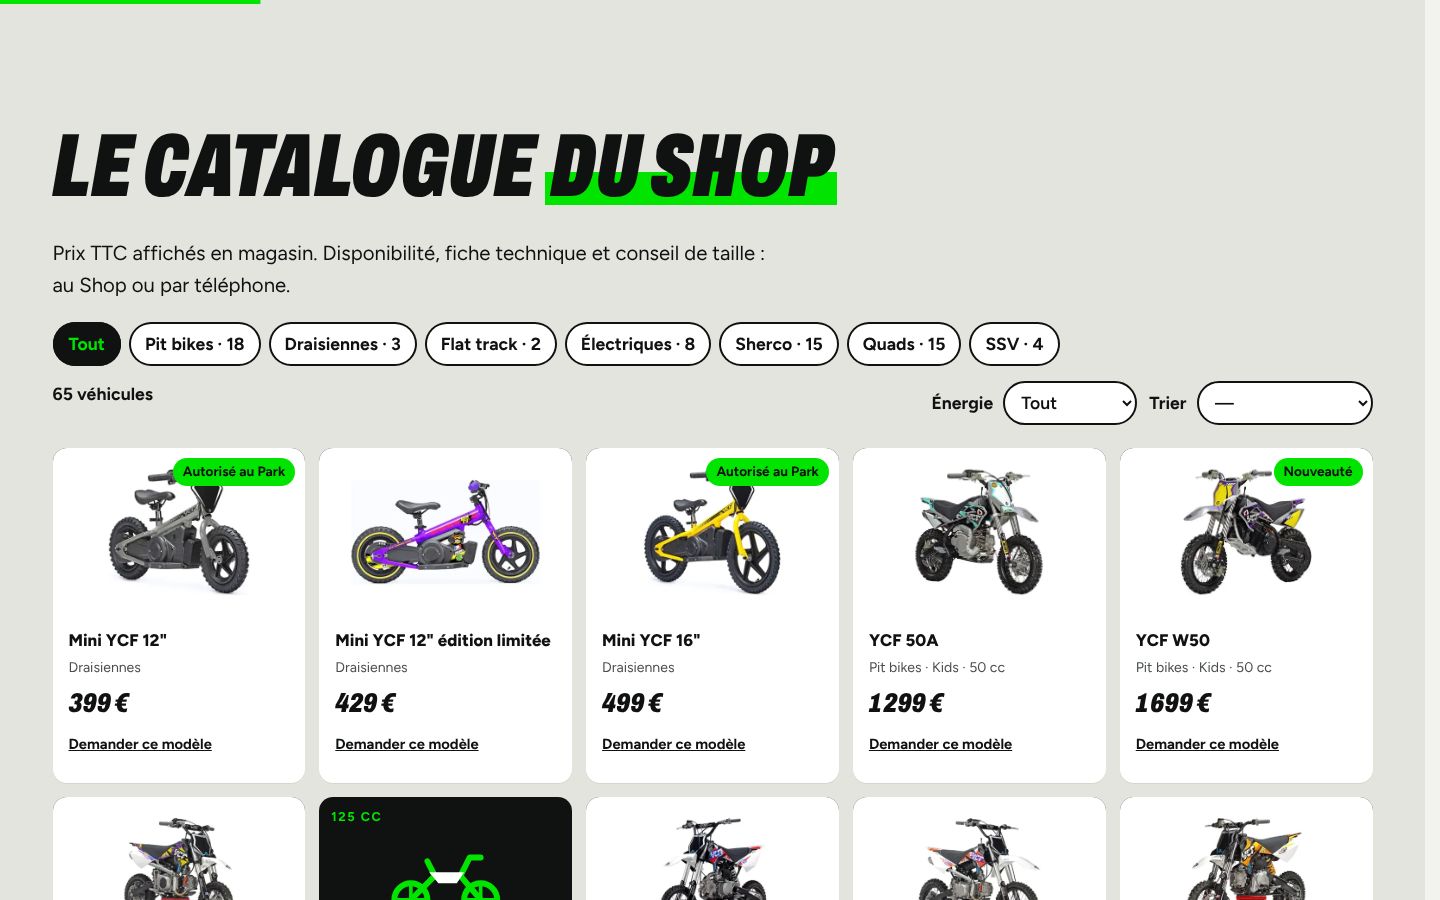 LE CATALOGUE DU SHOP
Prix TTC affichés en magasin. Disponibilité, fiche technique et conseil de taille :
au Shop ou par téléphone.
Tout
Pit bikes · 18
Draisiennes · 3
Flat track · 2
Électriques · 8
Sherco · 15
Quads · 15
SSV · 4
65 véhicules
Énergie
Tout
Trier
—
Autorisé au Park
Mini YCF 12"
Draisiennes
399 €
Demander ce modèle
Mini YCF 12" édition limitée
Draisiennes
429 €
Demander ce modèle
Autorisé au Park
Mini YCF 16"
Draisiennes
499 €
Demander ce modèle
YCF 50A
Pit bikes · Kids · 50 cc
1 299 €
Demander ce modèle
Nouveauté
YCF W50
Pit bikes · Kids · 50 cc
1 699 €
Demander ce modèle
125 CC